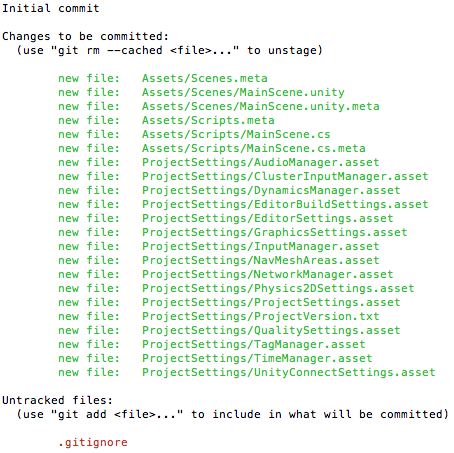 Initial commit
Changes to be committed:
(use "git rm --cached <file>..." to unstage)
new file: Assets/Scenes.meta
new file: Assets/Scenes/MainScene.unity
new file: Assets/Scenes/MainScene.unity.meta
new file: Assets/Scripts.meta
new file: Assets/Scripts/MainScene.cs
new file: Assets/Scripts/MainScene.cs.meta
new file: ProjectSettings/AudioManager.asset
new file: ProjectSettings/ClusterInputManager.asset
new file: ProjectSettings/DynamicsManager.asset
new file: ProjectSettings/EditorBuildSettings.asset
new file: ProjectSettings/EditorSettings.asset
new file: ProjectSettings/GraphicsSettings.asset
new file: ProjectSettings/InputManager.asset
new file: ProjectSettings/NavMeshAreas.asset
new file: ProjectSettings/NetworkManager.asset
new file: ProjectSettings/Physics2DSettings.asset
new file: ProjectSettings/ProjectSettings.asset
new file: ProjectSettings/ProjectVersion.txt
new file: ProjectSettings/QualitySettings.asset
new file: ProjectSettings/TagManager.asset
new file: ProjectSettings/TimeManager.asset
new file: ProjectSettings/UnityConnectSettings.asset
Untracked files:
(use "git add <file>..." to include in what will be committed)
.gitignore